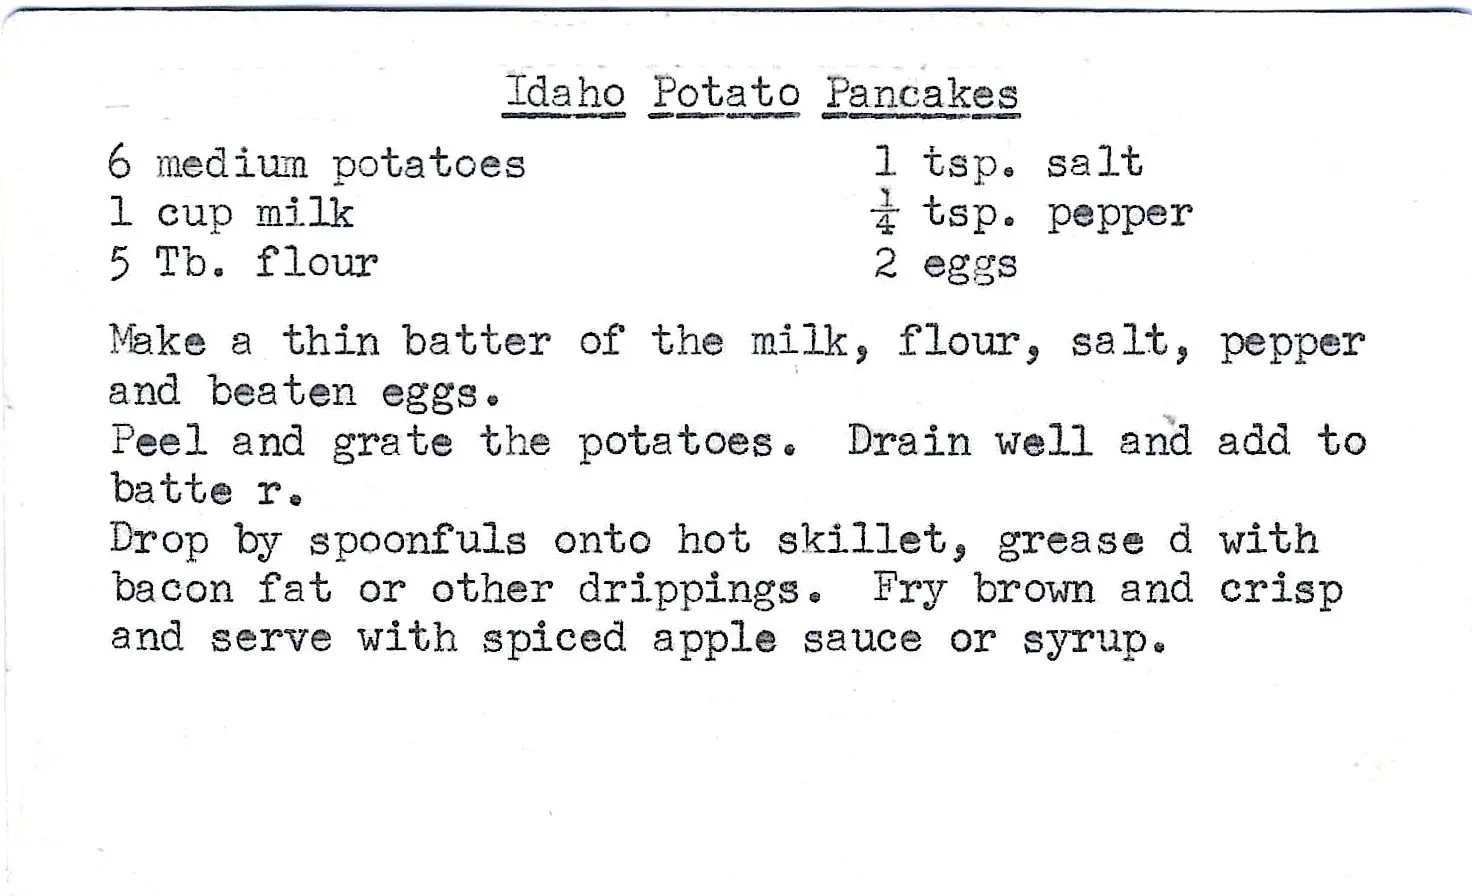 Idaho Potato Pancakes
6 medium potatoes 1 tsp. salt
1 cup milk ¼ tsp. pepper
5 Tb. flour 2 eggs
Make a thin batter of the milk, flour, salt, pepper
and beaten eggs.
Peel and grate the potatoes. Drain well and add to
batte r.
Drop by spoonfuls onto hot skillet, grease d with
bacon fat or other drippings. Fry brown and crisp
and serve with spiced apple sauce or syrup.